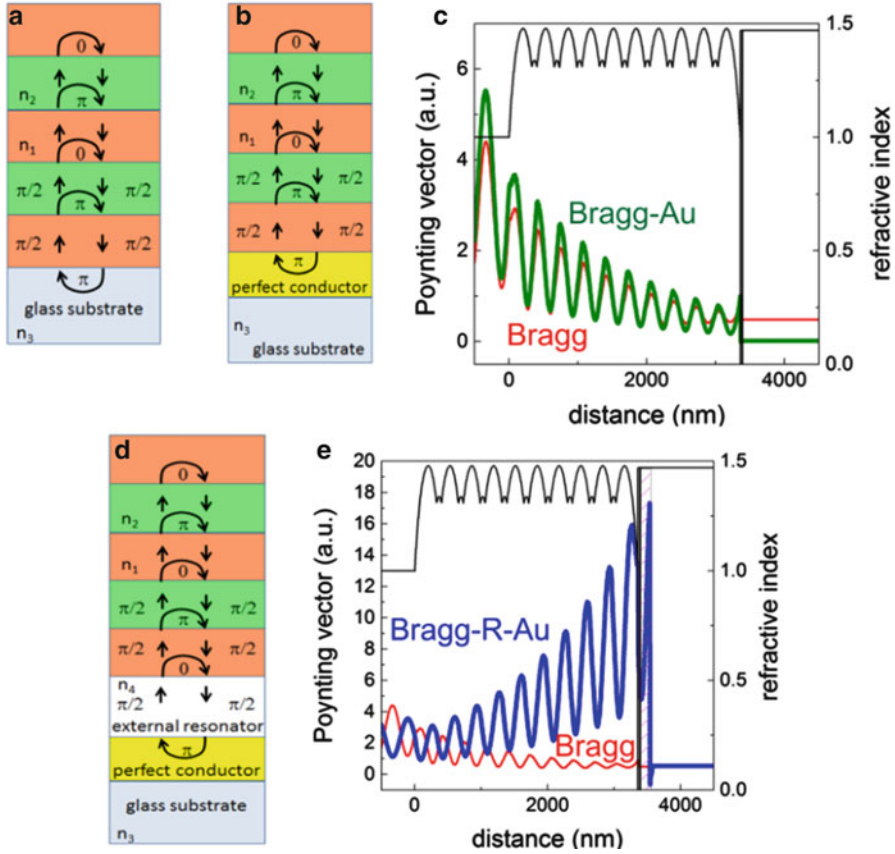 a
0
n₂
π
n₁
0
π/2 π/2
π
π/2 π/2
π
glass substrate
n₃
b
0
n₂
π
n₁
0
π/2 π/2
π
π/2 π/2
π
perfect conductor
n₃
glass substrate
c
6
4
2
0
Poynting vector (a.u.)
Bragg-Au
Bragg
0 2000 4000
distance (nm)
1.5
1.0
0.5
0.0
refractive index
d
0
n₂
π
n₁
0
π/2 π/2
π
π/2 π/2
0
n₄
π/2 π/2
external resonator
π
perfect conductor
glass substrate
n₃
e
20
18
16
14
12
10
8
6
4
2
0
Poynting vector (a.u.)
Bragg-R-Au
Bragg
0 2000 4000
distance (nm)
1.5
1.0
0.5
0.0
refractive index